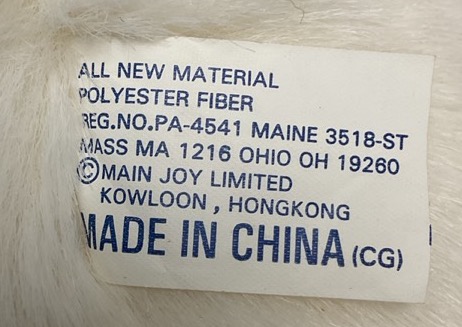 ALL NEW MATERIAL
POLYESTER FIBER
REG.NO.PA-4541 MAINE 3518-ST
MASS MA 1216 OHIO OH 19260
©MAIN JOY LIMITED
KOWLOON , HONGKONG
MADE IN CHINA (CG)